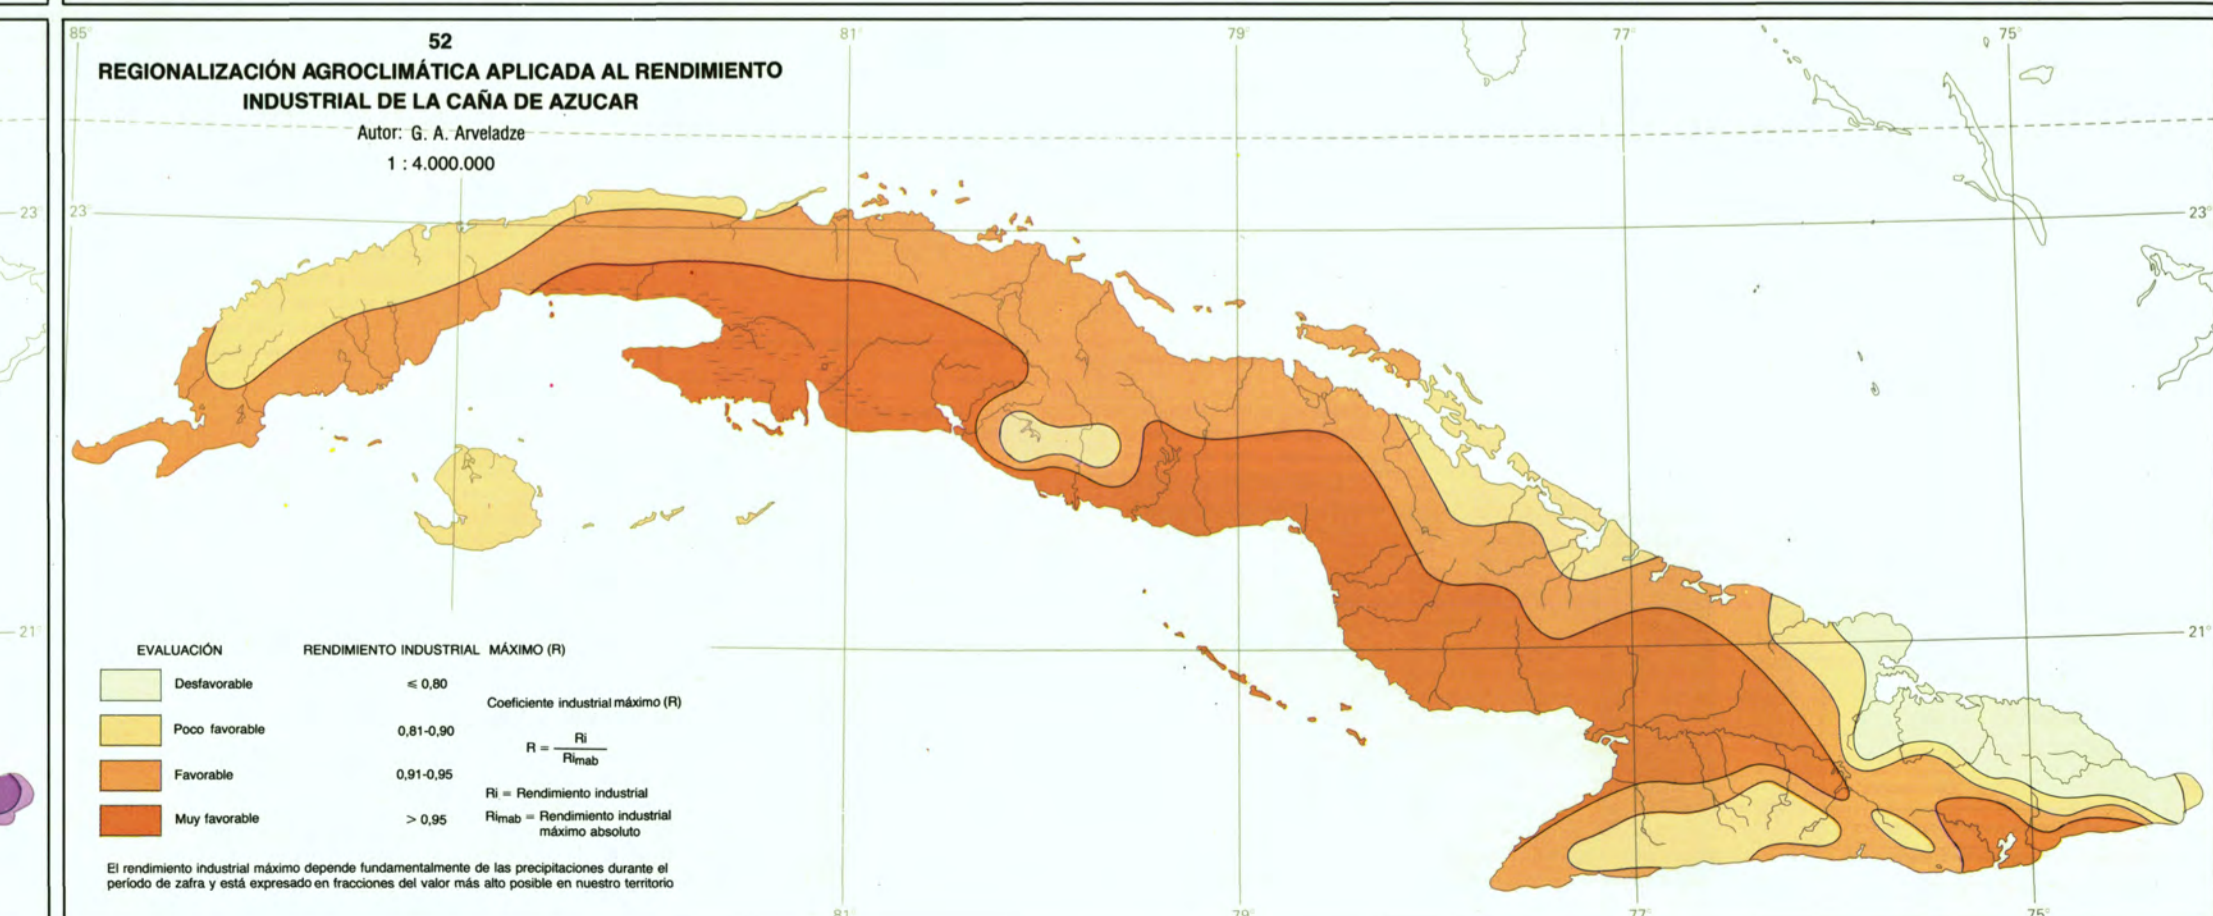 85°
81°
79°
77°
75°
52
REGIONALIZACIÓN AGROCLIMÁTICA APLICADA AL RENDIMIENTO
INDUSTRIAL DE LA CAÑA DE AZUCAR
Autor: G. A. Arveladze
1 : 4.000.000
23°
23°
23°
21°
21°
EVALUACIÓN RENDIMIENTO INDUSTRIAL MÁXIMO (R)
Desfavorable ≤ 0,80
Coeficiente industrial máximo (R)
Poco favorable 0,81-0,90
R = Ri / Rimab
Favorable 0,91-0,95
Ri = Rendimiento industrial
Muy favorable > 0,95
Rimab = Rendimiento industrial
máximo absoluto
El rendimiento industrial máximo depende fundamentalmente de las precipitaciones durante el
período de zafra y está expresado en fracciones del valor más alto posible en nuestro territorio
81°
79°
77°
75°